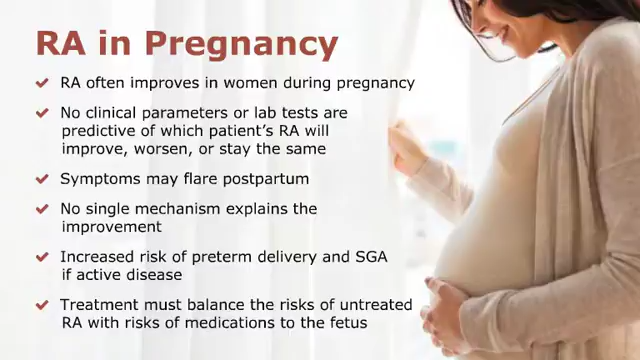 RA in Pregnancy
✓ RA often improves in women during pregnancy
✓ No clinical parameters or lab tests are
predictive of which patient's RA will
improve, worsen, or stay the same
✓ Symptoms may flare postpartum
✓ No single mechanism explains the
improvement
✓ Increased risk of preterm delivery and SGA
if active disease
✓ Treatment must balance the risks of untreated
RA with risks of medications to the fetus